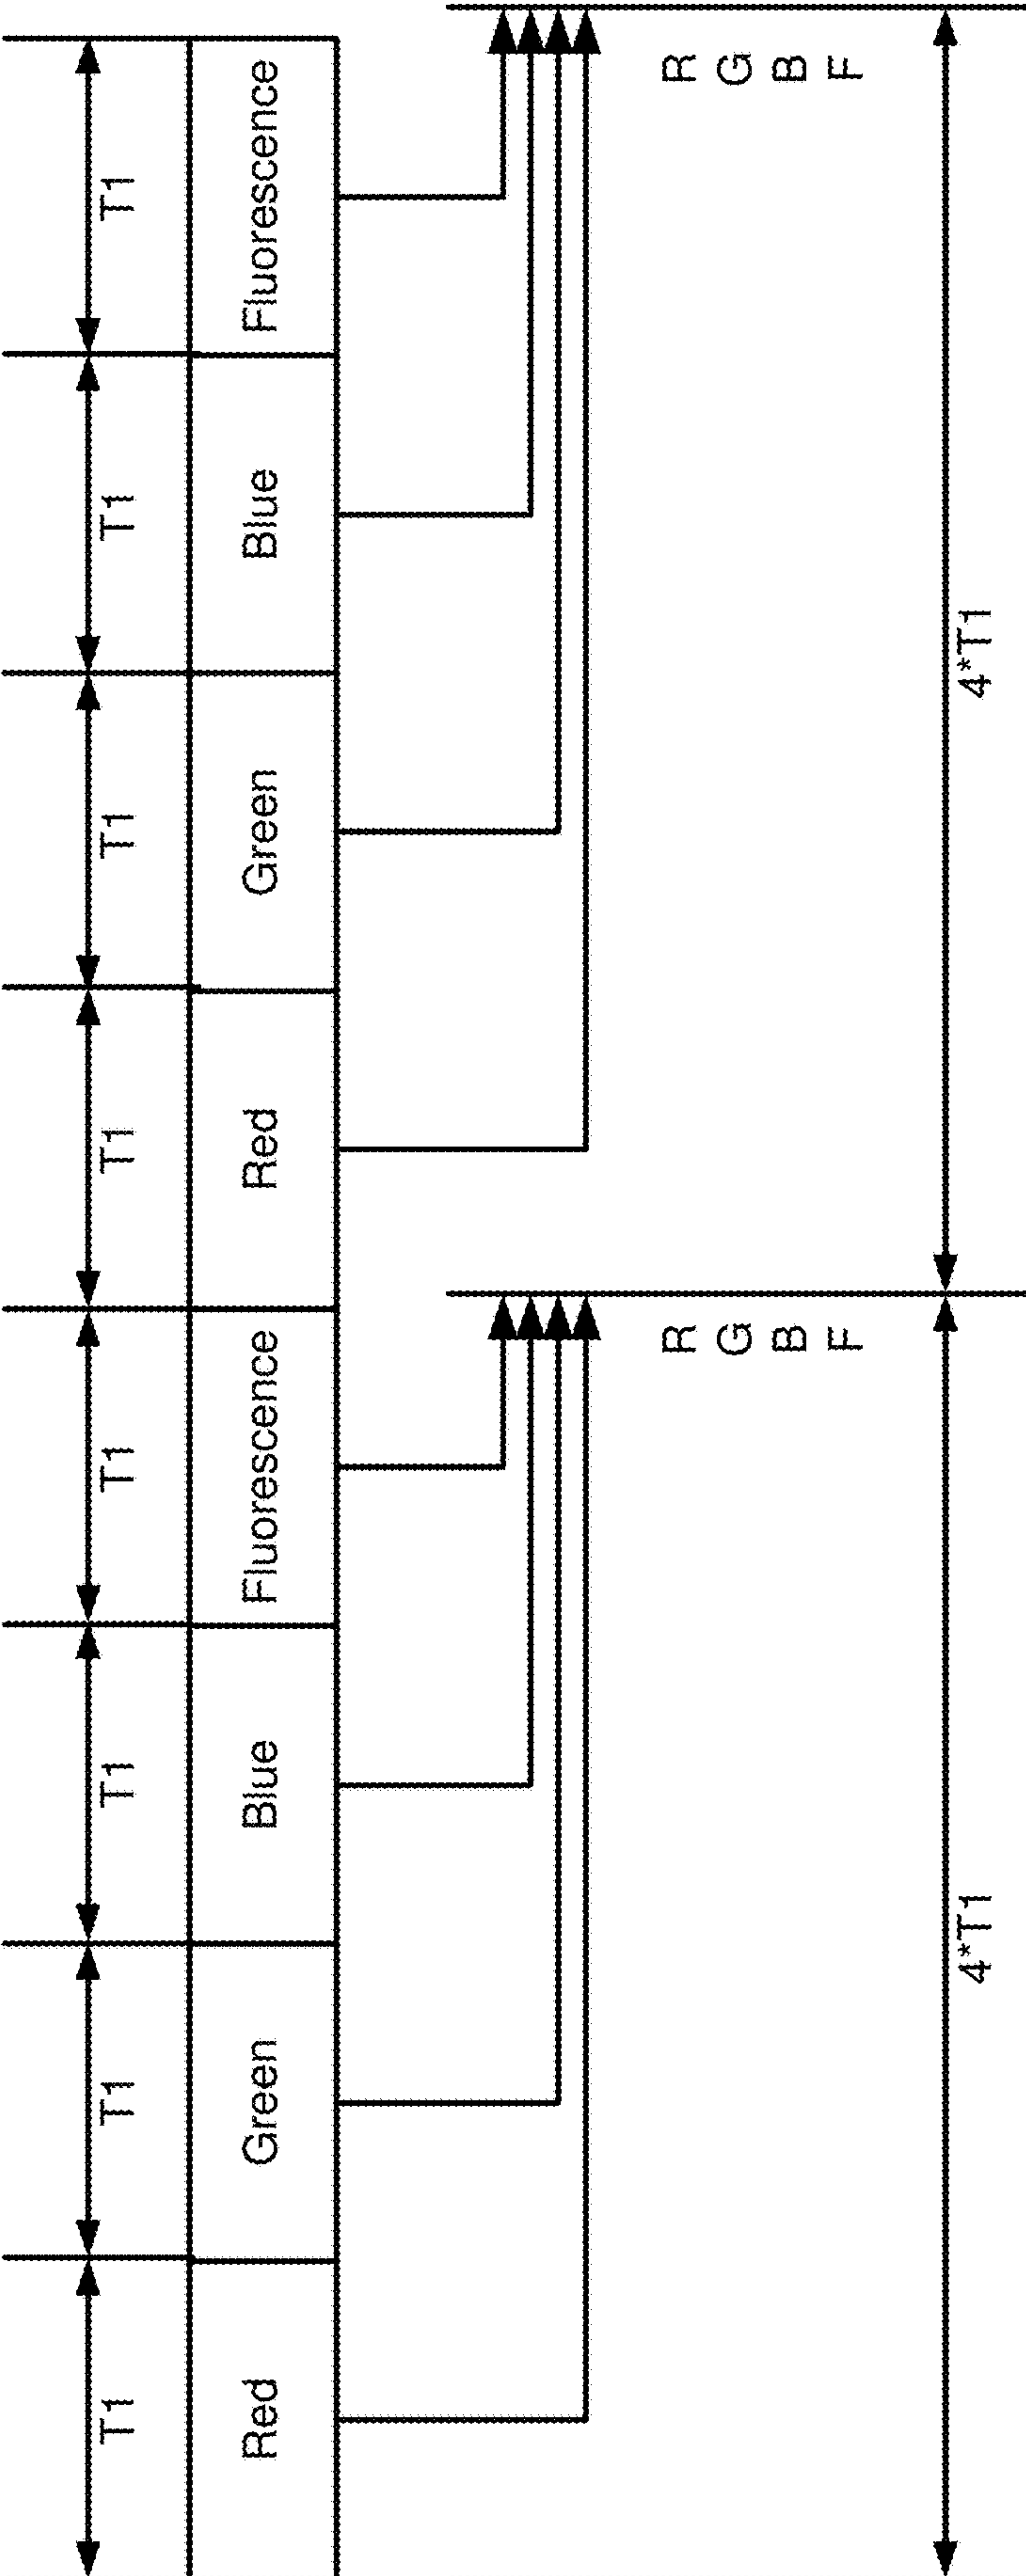 T1 T1 T1 T1 T1 T1 T1 T1
Red Green Blue Fluorescence Red Green Blue Fluorescence
R R
G G
B B
F F
4*T1 4*T1